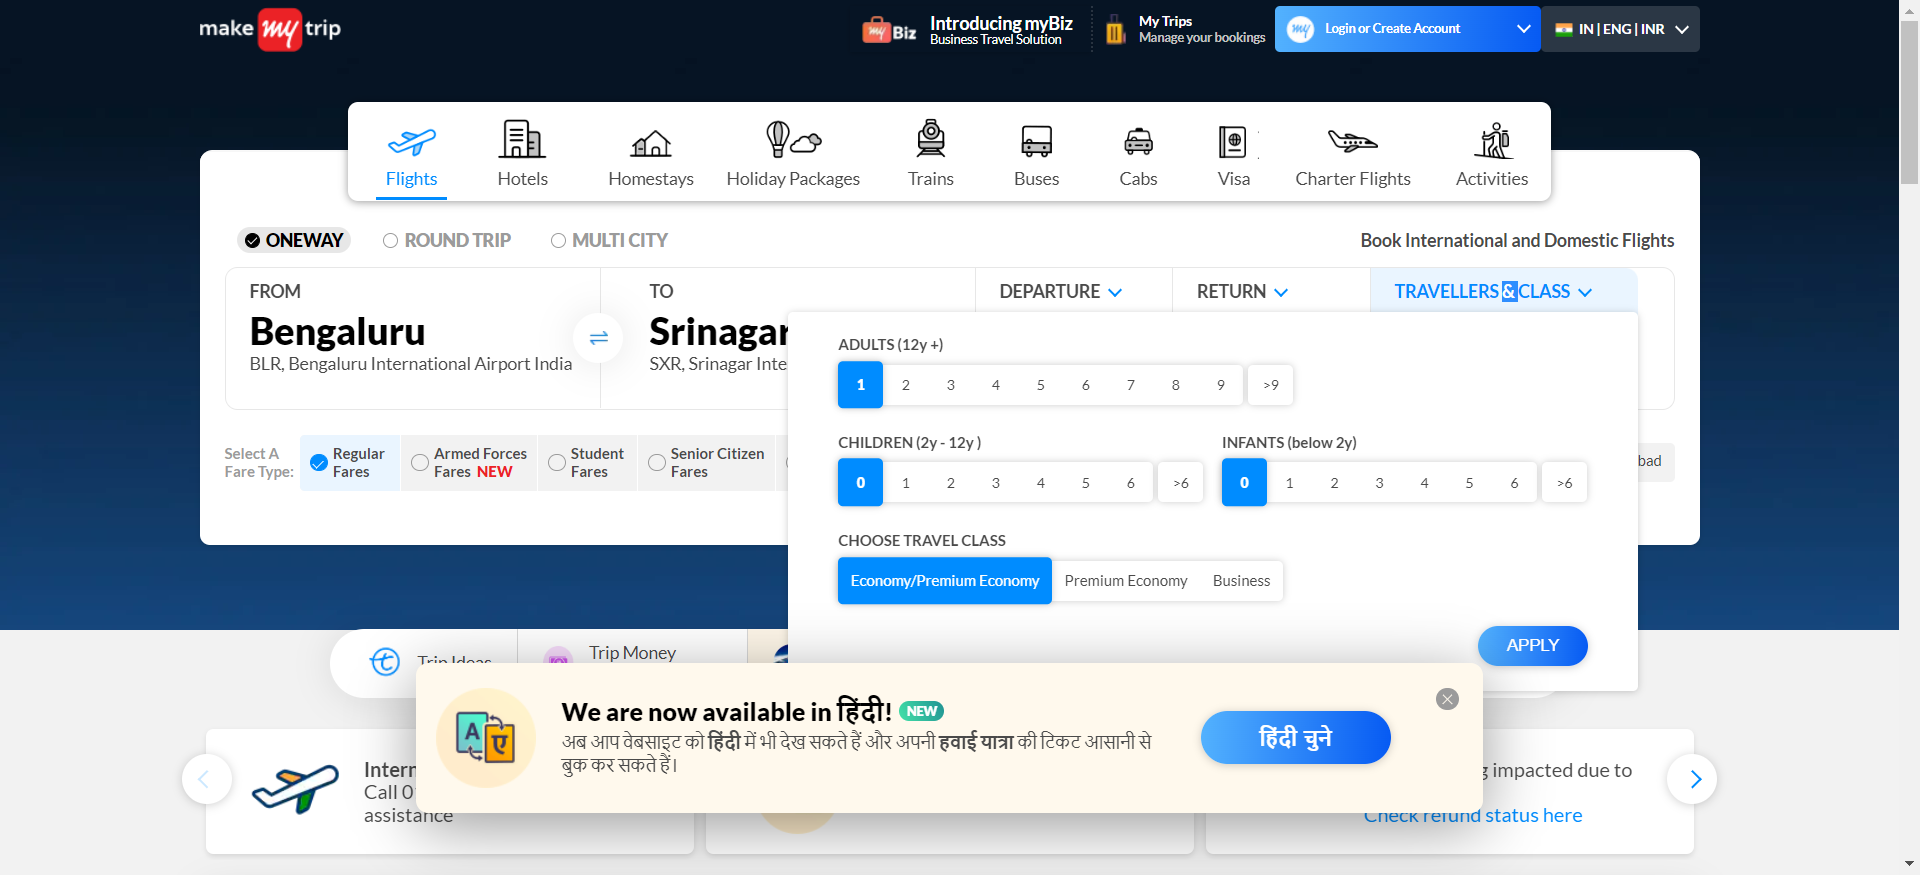 make my trip
my Biz
Introducing myBiz
Business Travel Solution
My Trips
Manage your bookings
my
Login or Create Account
IN | ENG | INR
Flights
Hotels
Homestays
Holiday Packages
Trains
Buses
Cabs
Visa
Charter Flights
Activities
ONEWAY
ROUND TRIP
MULTI CITY
Book International and Domestic Flights
FROM
Bengaluru
BLR, Bengaluru International Airport India
TO
Srinagar
SXR, Srinagar Inte
DEPARTURE
RETURN
TRAVELLERS & CLASS
ADULTS (12y +)
1 2 3 4 5 6 7 8 9 >9
CHILDREN (2y - 12y )
0 1 2 3 4 5 6 >6
INFANTS (below 2y)
0 1 2 3 4 5 6 >6
CHOOSE TRAVEL CLASS
Economy/Premium Economy
Premium Economy
Business
APPLY
Select A
Fare Type:
Regular
Fares
Armed Forces
Fares NEW
Student
Fares
Senior Citizen
Fares
bad
Trip Ideas
Trip Money
A ए
We are now available in हिंदी! NEW
अब आप वेबसाइट को हिंदी में भी देख सकते हैं और अपनी हवाई यात्रा की टिकट आसानी से
बुक कर सकते हैं।
हिंदी चुने
Intern
Call 0
assistance
impacted due to
Check refund status here